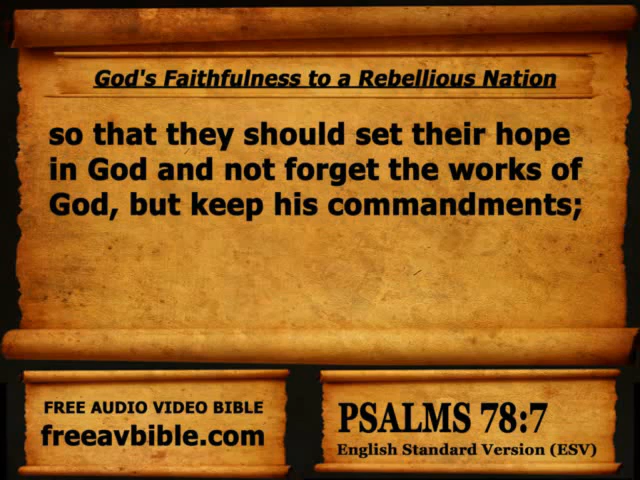 God's Faithfulness to a Rebellious Nation
so that they should set their hope
in God and not forget the works of
God, but keep his commandments;
FREE AUDIO VIDEO BIBLE
freeavbible.com
PSALMS 78:7
English Standard Version (ESV)